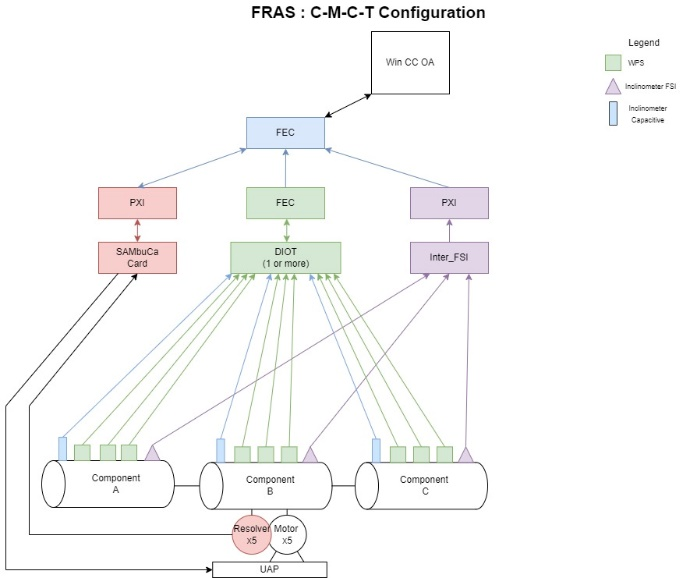 FRAS : C-M-C-T Configuration
Win CC OA
Legend
WPS
Inclinometer FSI
Inclinometer
Capacitive
FEC
PXI
FEC
PXI
SAMbuCa
Card
DIOT
(1 or more)
Inter_FSI
Component
A
Component
B
Component
C
Resolver
x5
Motor
x5
UAP